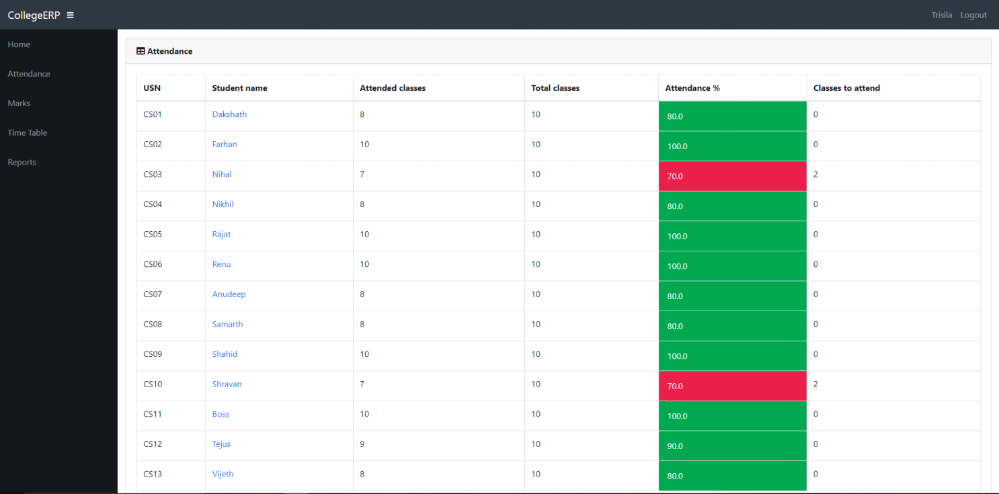 CollegeERP Trisila Logout
Home
Attendance
Marks
Time Table
Reports
Attendance
USN Student name Attended classes Total classes Attendance % Classes to attend
CS01 Dakshath 8 10 80.0 0
CS02 Farhan 10 10 100.0 0
CS03 Nihal 7 10 70.0 2
CS04 Nikhil 8 10 80.0 0
CS05 Rajat 10 10 100.0 0
CS06 Renu 10 10 100.0 0
CS07 Anudeep 8 10 80.0 0
CS08 Samarth 8 10 80.0 0
CS09 Shahid 10 10 100.0 0
CS10 Shravan 7 10 70.0 2
CS11 Boss 10 10 100.0 0
CS12 Tejus 9 10 90.0 0
CS13 Vijeth 8 10 80.0 0